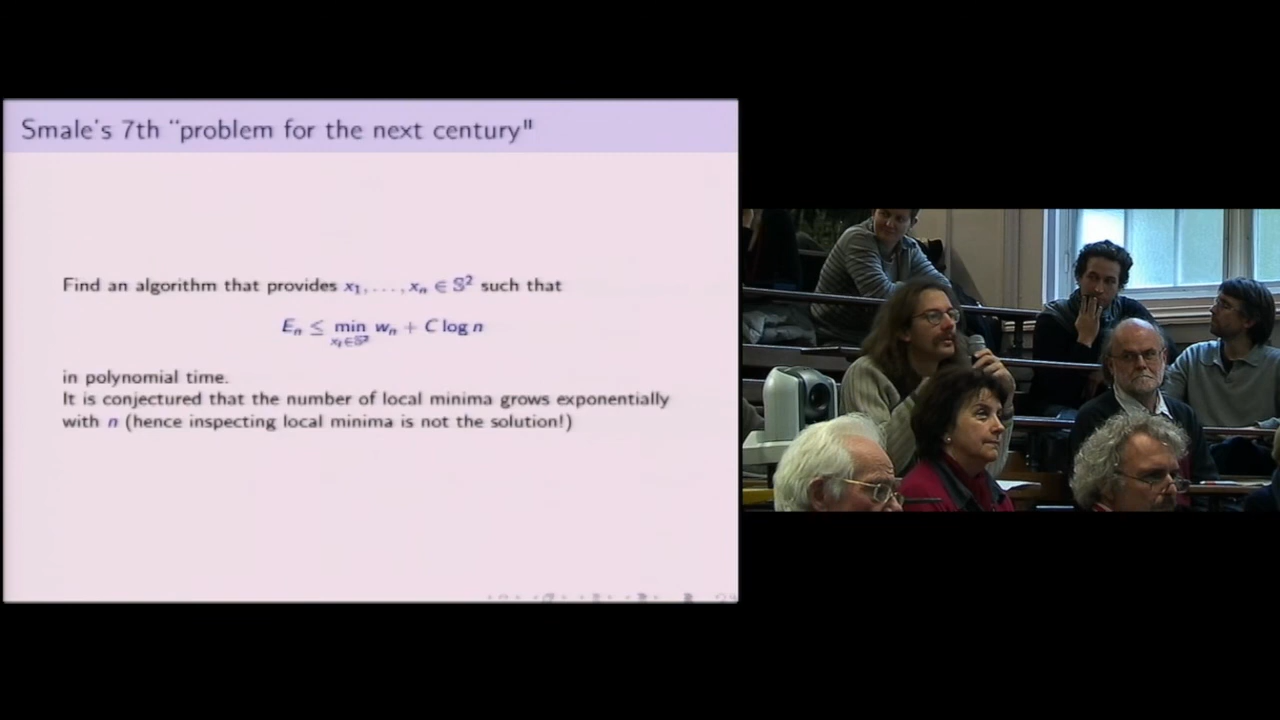 Smale's 7th "problem for the next century"
Find an algorithm that provides x₁, . . . , xₙ ∈ 𝕊² such that
Eₙ ≤ min wₙ + C log n
xᵢ∈𝕊²
in polynomial time.
It is conjectured that the number of local minima grows exponentially
with n (hence inspecting local minima is not the solution!)